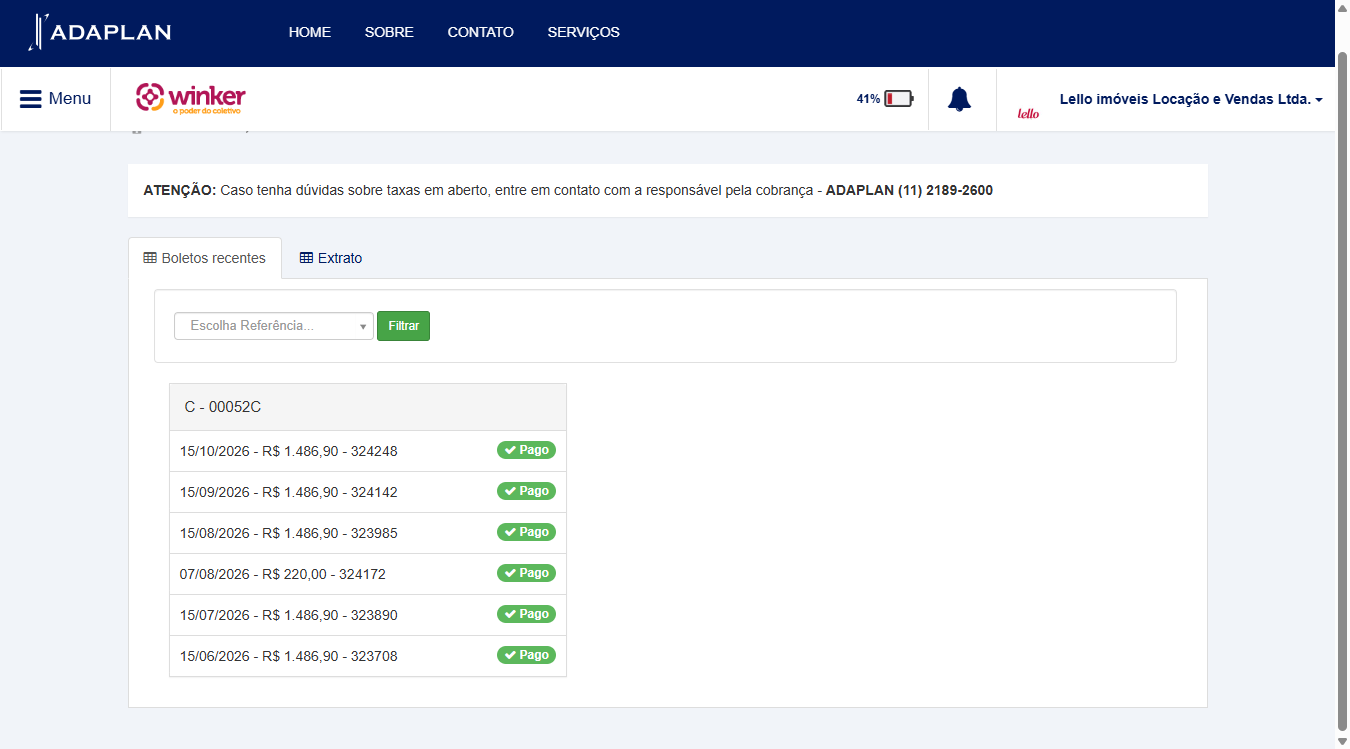 ADAPLAN
HOME SOBRE CONTATO SERVIÇOS
Menu
winker
o poder do coletivo
41%
lello
Lello imóveis Locação e Vendas Ltda.
ATENÇÃO: Caso tenha dúvidas sobre taxas em aberto, entre em contato com a responsável pela cobrança - ADAPLAN (11) 2189-2600
Boletos recentes
Extrato
Escolha Referência...
Filtrar
C - 00052C
15/10/2026 - R$ 1.486,90 - 324248 Pago
15/09/2026 - R$ 1.486,90 - 324142 Pago
15/08/2026 - R$ 1.486,90 - 323985 Pago
07/08/2026 - R$ 220,00 - 324172 Pago
15/07/2026 - R$ 1.486,90 - 323890 Pago
15/06/2026 - R$ 1.486,90 - 323708 Pago